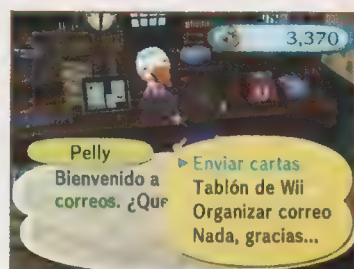 3,370
Pelly
Bienvenido a
correos. ¿Que
Enviar cartas
Tablón de Wii
Organizar correo
Nada, gracias...